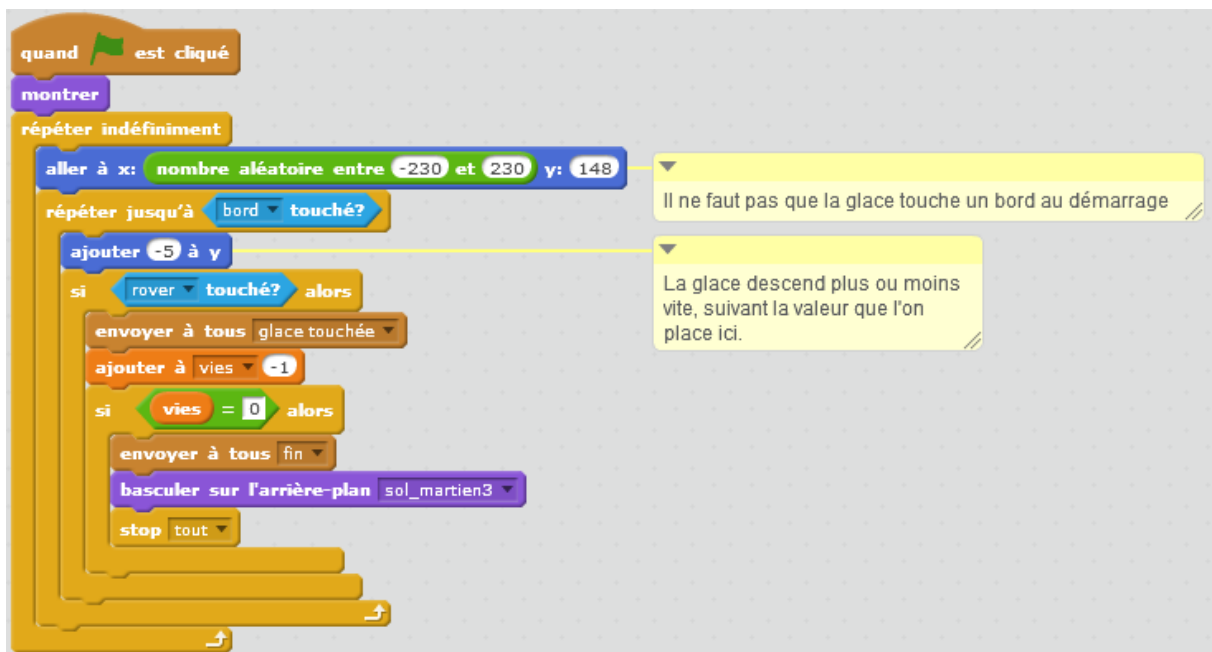 quand est cliqué
montrer
répéter indéfiniment
aller à x: nombre aléatoire entre -230 et 230 y: 148
Il ne faut pas que la glace touche un bord au démarrage
répéter jusqu'à bord touché?
ajouter -5 à y
La glace descend plus ou moins
vite, suivant la valeur que l'on
place ici.
si rover touché? alors
envoyer à tous glace touchée
ajouter à vies -1
si vies = 0 alors
envoyer à tous fin
basculer sur l'arrière-plan sol_martien3
stop tout